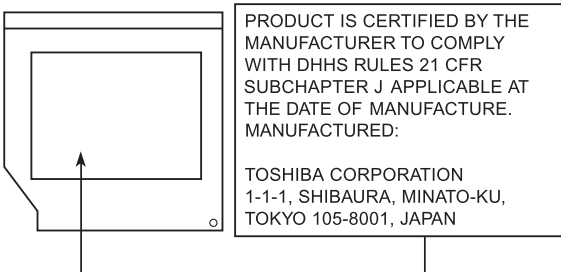 PRODUCT IS CERTIFIED BY THE
MANUFACTURER TO COMPLY
WITH DHHS RULES 21 CFR
SUBCHAPTER J APPLICABLE AT
THE DATE OF MANUFACTURE.
MANUFACTURED:
TOSHIBA CORPORATION
1-1-1, SHIBAURA, MINATO-KU,
TOKYO 105-8001, JAPAN